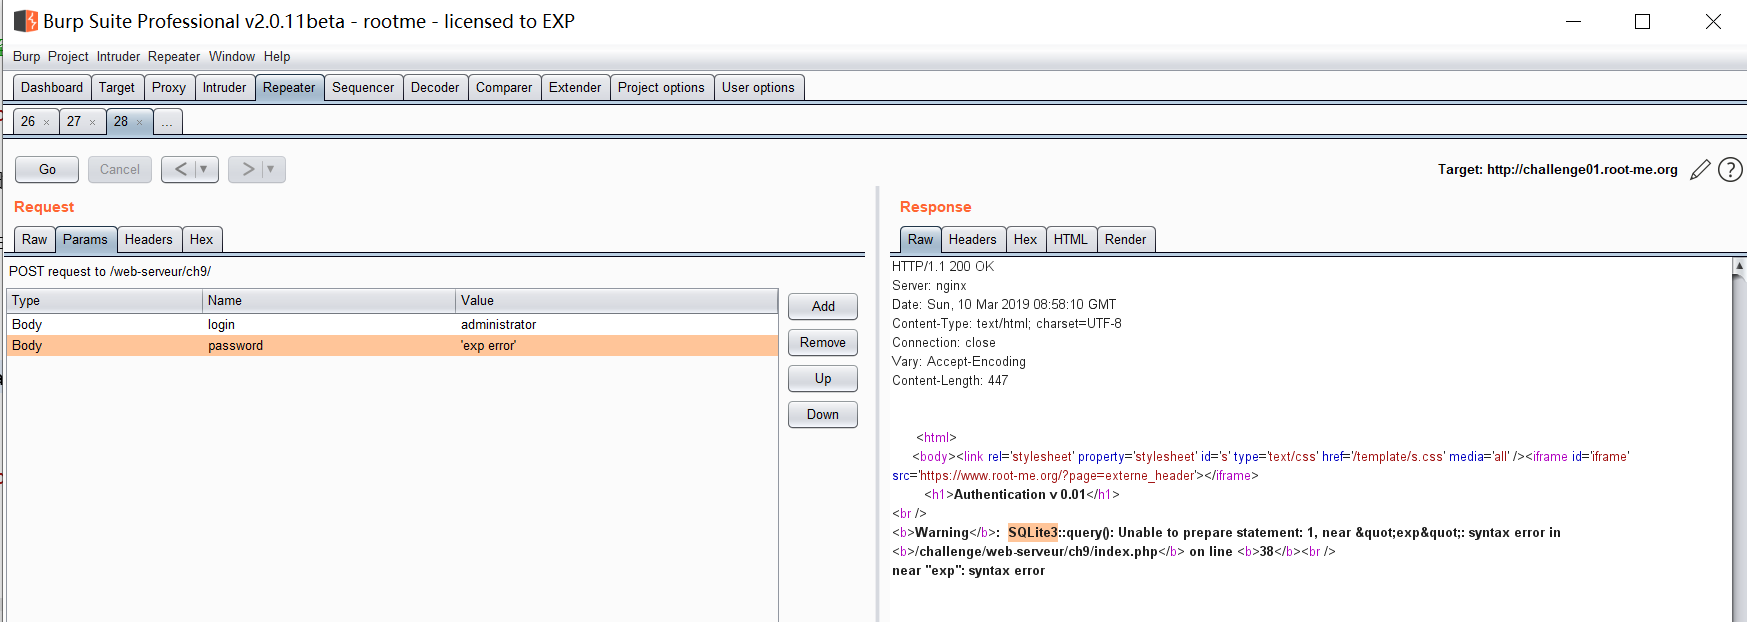 Burp Suite Professional v2.0.11beta - rootme - licensed to EXP
Burp Project Intruder Repeater Window Help
Dashboard Target Proxy Intruder Repeater Sequencer Decoder Comparer Extender Project options User options
26 × 27 × 28 × ...
Go Cancel < > Target: http://challenge01.root-me.org ?
Request
Raw Params Headers Hex
POST request to /web-serveur/ch9/
Type Name Value
Body login administrator
Body password 'exp error'
Add
Remove
Up
Down
Response
Raw Headers Hex HTML Render
HTTP/1.1 200 OK
Server: nginx
Date: Sun, 10 Mar 2019 08:58:10 GMT
Content-Type: text/html; charset=UTF-8
Connection: close
Vary: Accept-Encoding
Content-Length: 447
<html>
<body><link rel='stylesheet' property='stylesheet' id='s' type='text/css' href='/template/s.css' media='all' /><iframe id='iframe'
src='https://www.root-me.org/?page=externe_header'></iframe>
<h1>Authentication v 0.01</h1>
<br />
<b>Warning</b>: SQLite3::query(): Unable to prepare statement: 1, near &quot;exp&quot;: syntax error in
<b>/challenge/web-serveur/ch9/index.php</b> on line <b>38</b><br />
near "exp": syntax error